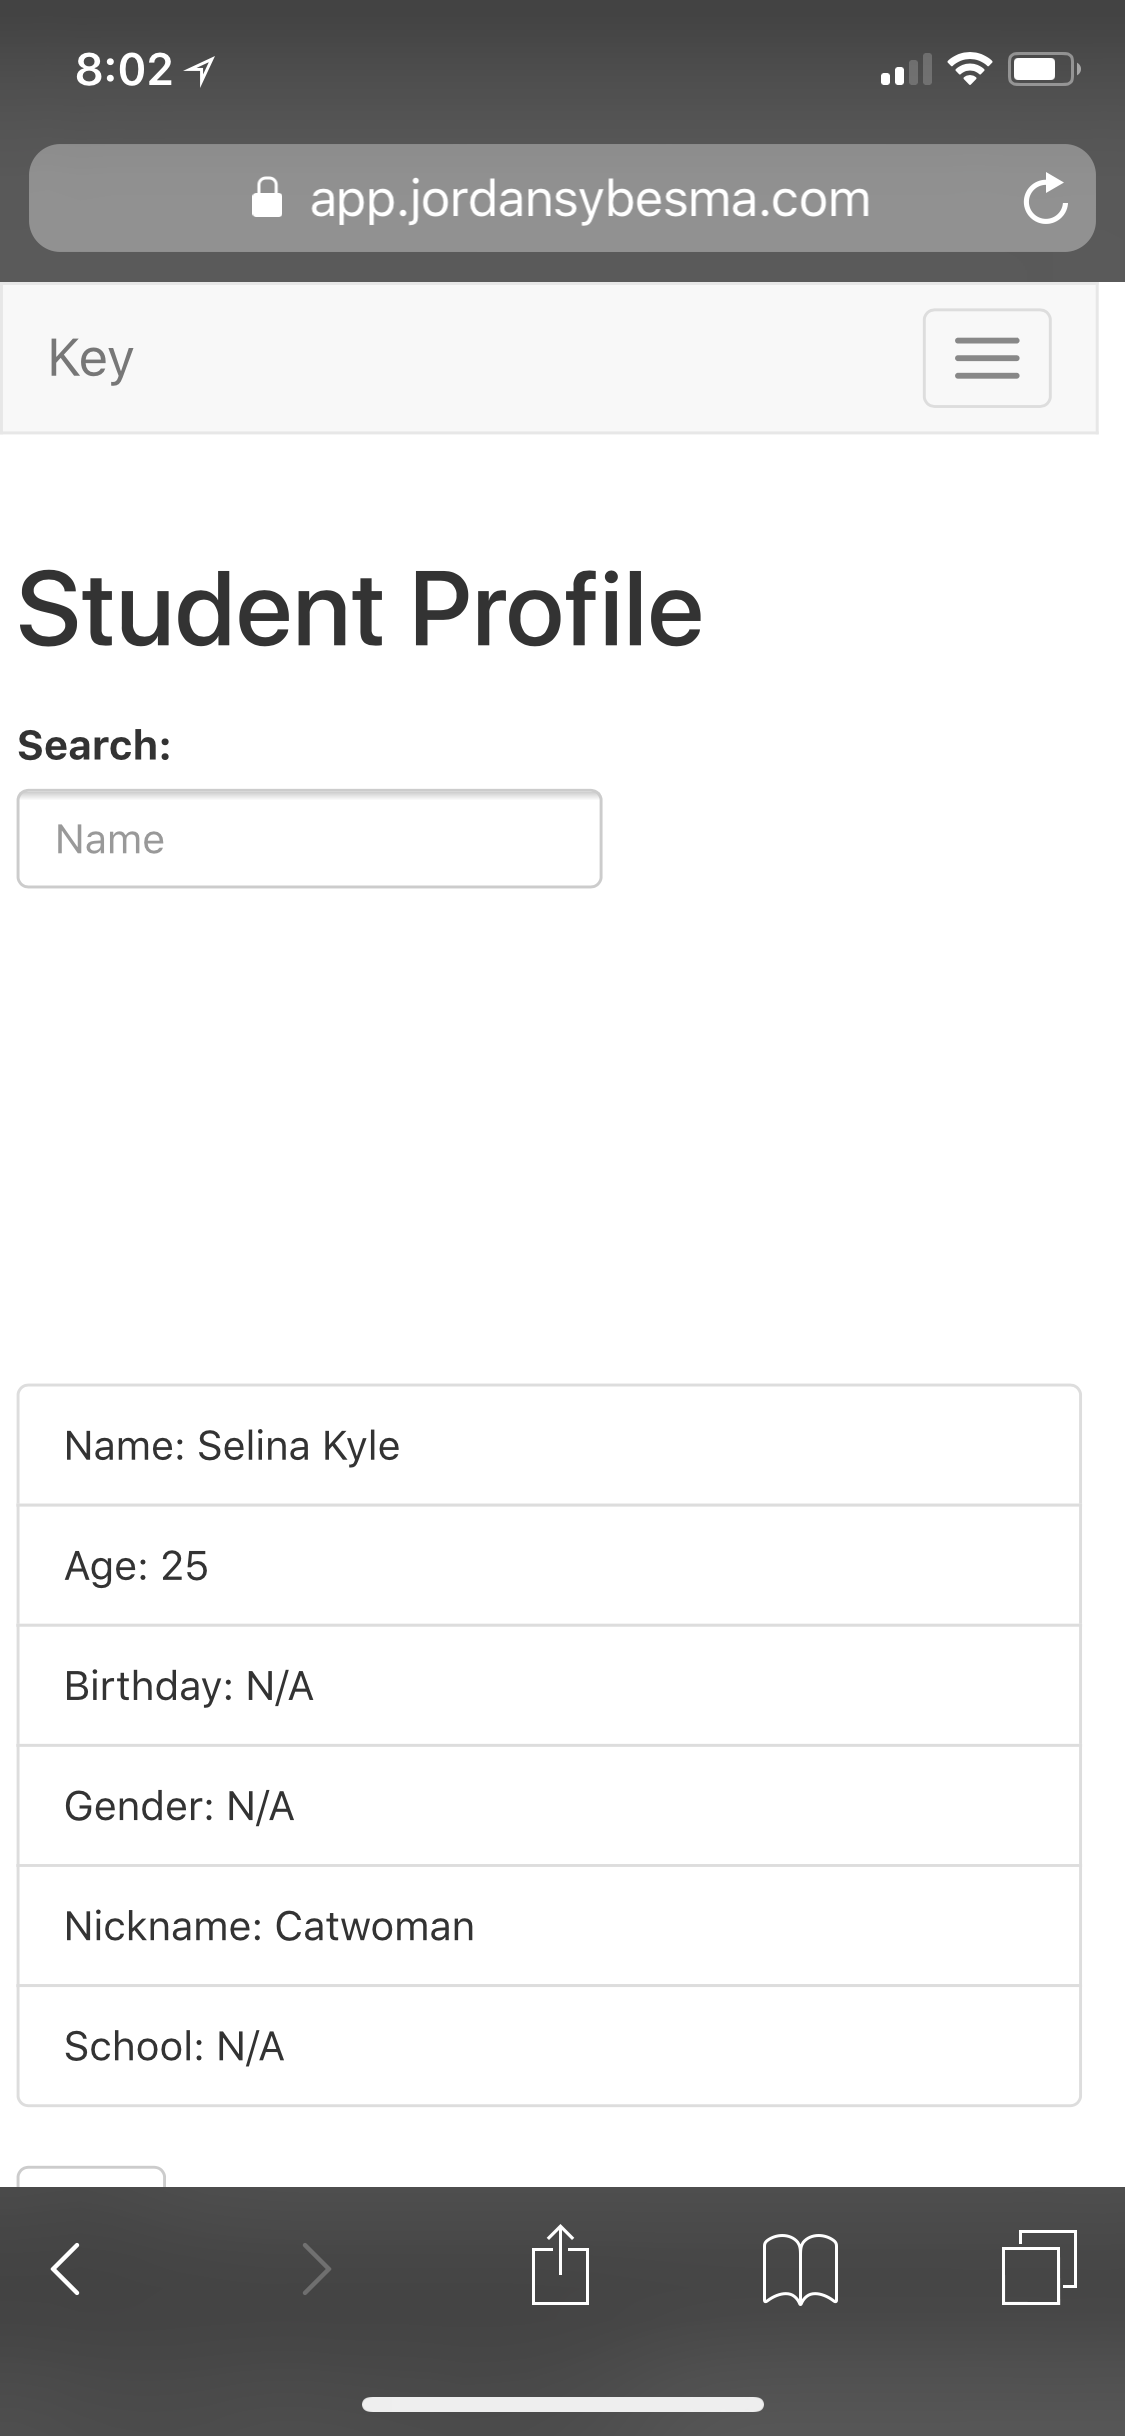 8:02
app.jordansybesma.com
Key
Student Profile
Search:
Name
Name: Selina Kyle
Age: 25
Birthday: N/A
Gender: N/A
Nickname: Catwoman
School: N/A